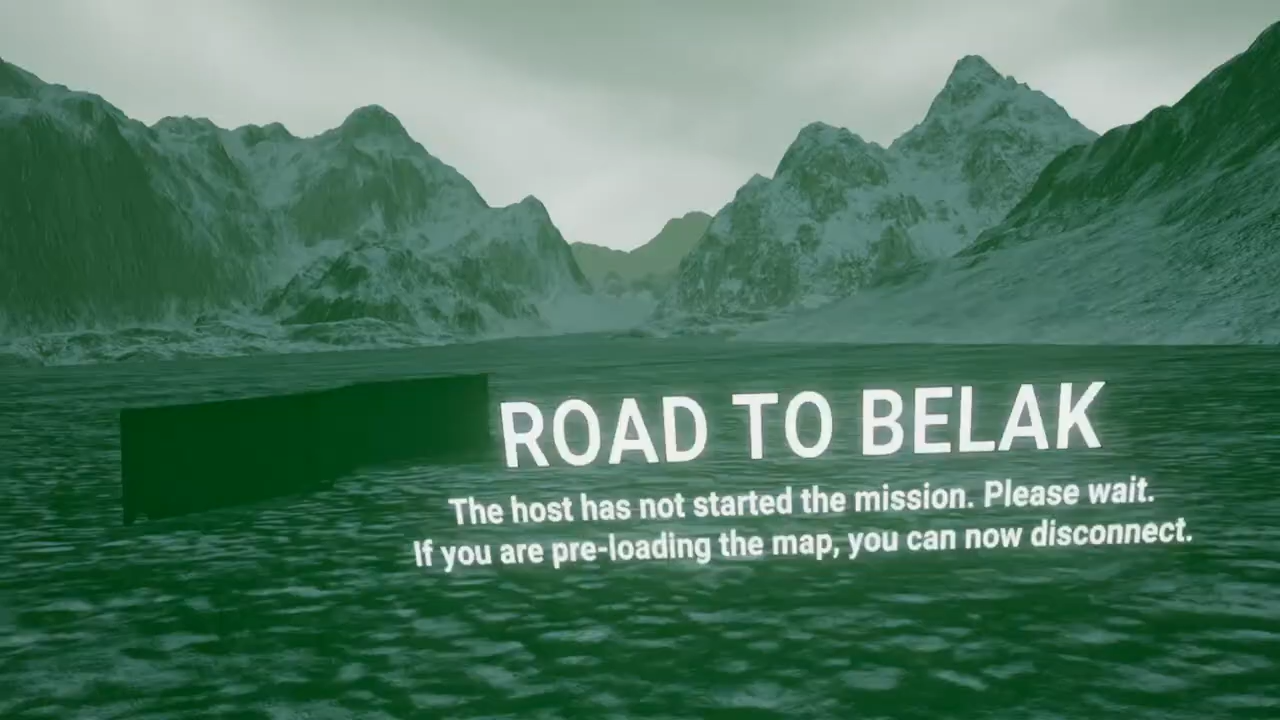 ROAD TO BELAK
The host has not started the mission. Please wait.
If you are pre-loading the map, you can now disconnect.